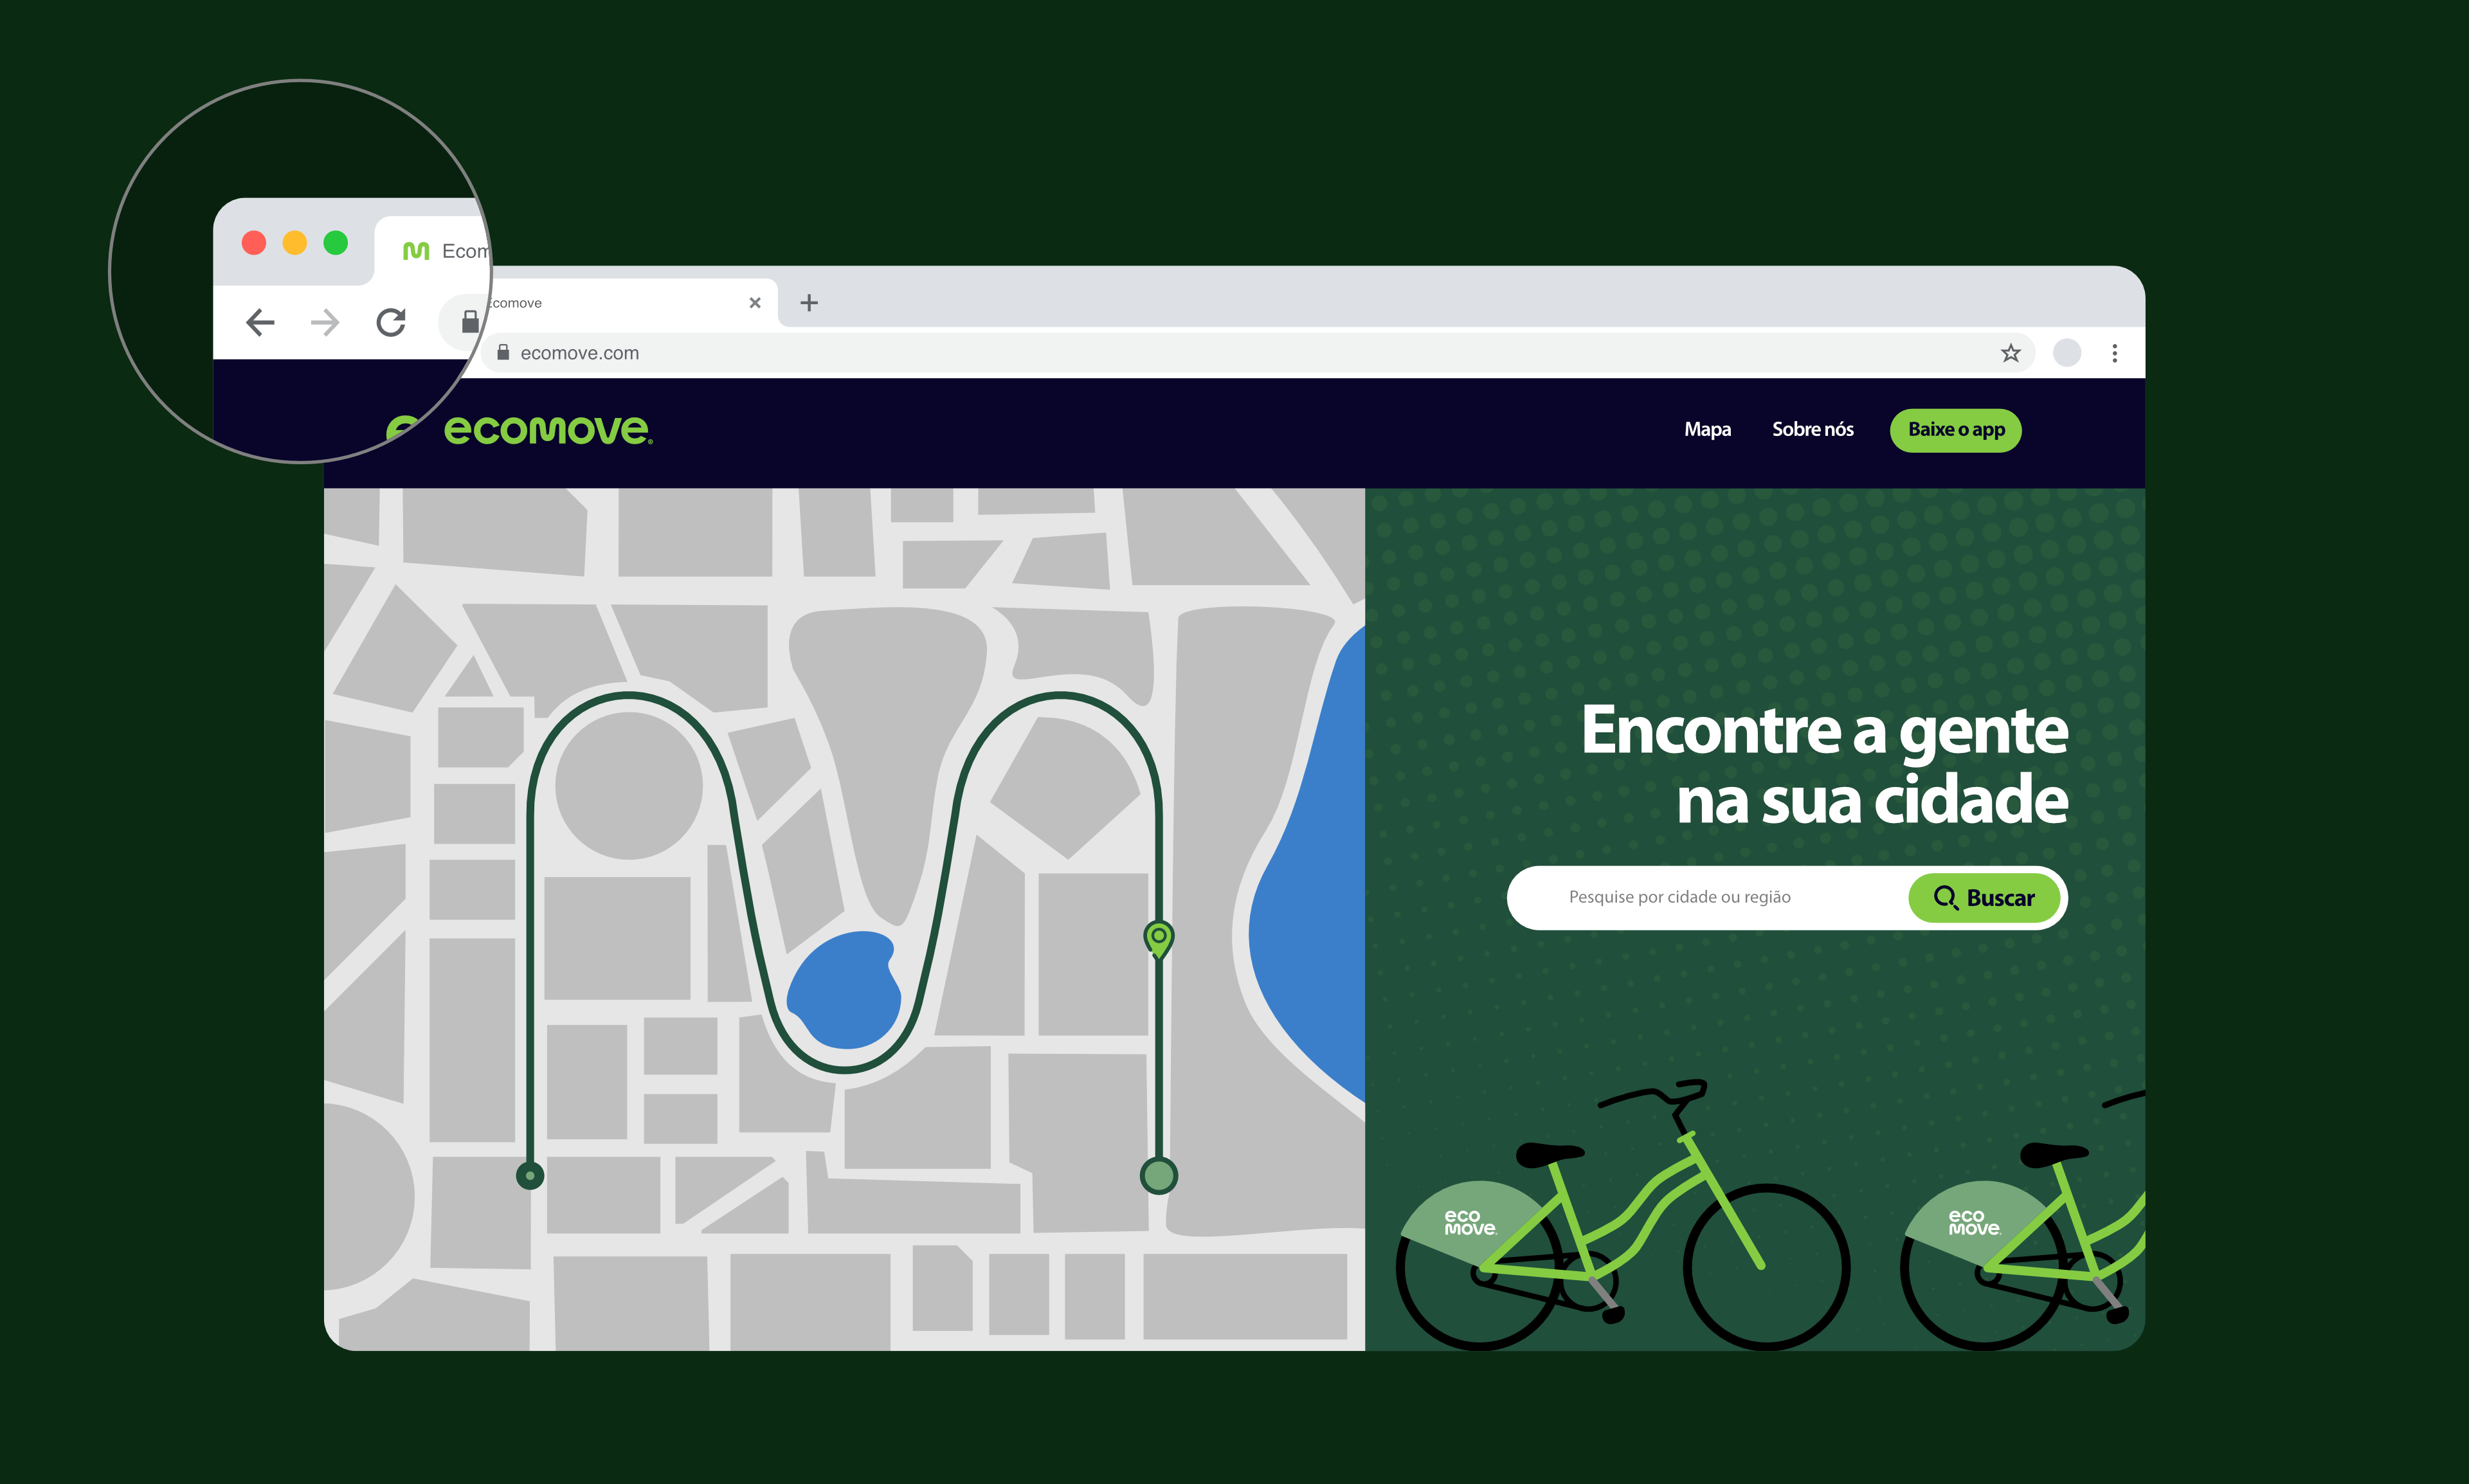 M Ecom
Ecomove
ecomove.com
e ecomove®
Mapa Sobre nós Baixe o app
Encontre a gente
na sua cidade
Pesquise por cidade ou região Buscar
eco
move
eco
move